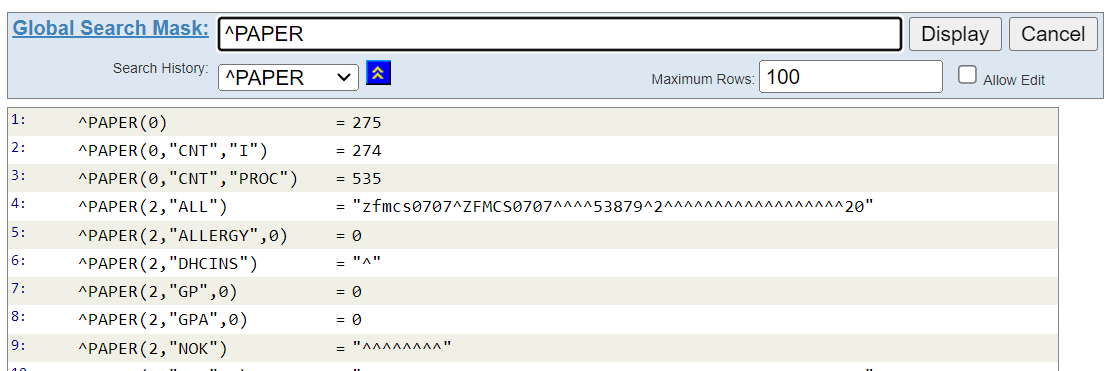 Global Search Mask: ^PAPER Display Cancel
Search History: ^PAPER Maximum Rows: 100 Allow Edit
1: ^PAPER(0) = 275
2: ^PAPER(0,"CNT","I") = 274
3: ^PAPER(0,"CNT","PROC") = 535
4: ^PAPER(2,"ALL") = "zfmcs0707^ZFMCS0707^^^^53879^2^^^^^^^^^^^^^^^^^^20"
5: ^PAPER(2,"ALLERGY",0) = 0
6: ^PAPER(2,"DHCINS") = "^"
7: ^PAPER(2,"GP",0) = 0
8: ^PAPER(2,"GPA",0) = 0
9: ^PAPER(2,"NOK") = "^^^^^^^^"